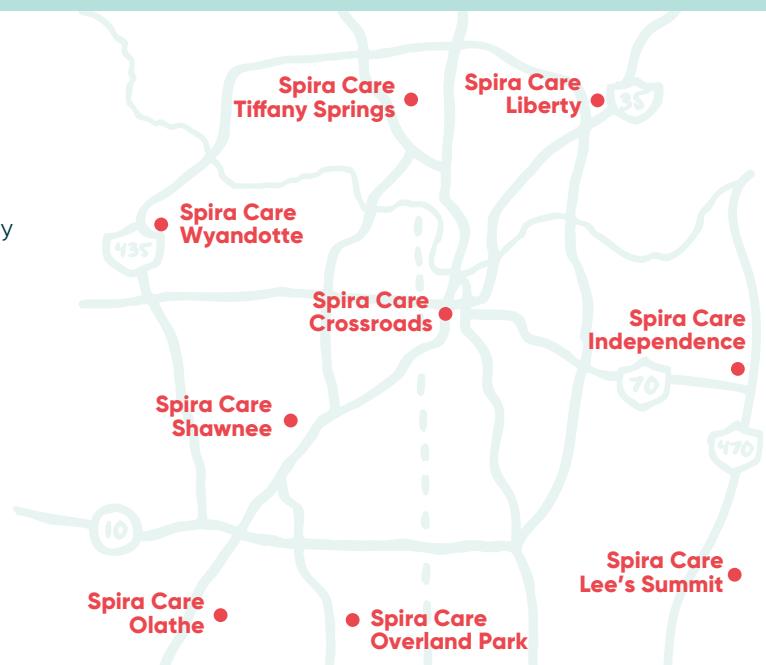 Spira Care
Tiffany Springs
Spira Care
Liberty
35
Spira Care
Wyandotte
y
435
Spira Care
Crossroads
Spira Care
Independence
70
Spira Care
Shawnee
470
10
Spira Care
Lee's Summit
Spira Care
Olathe
Spira Care
Overland Park